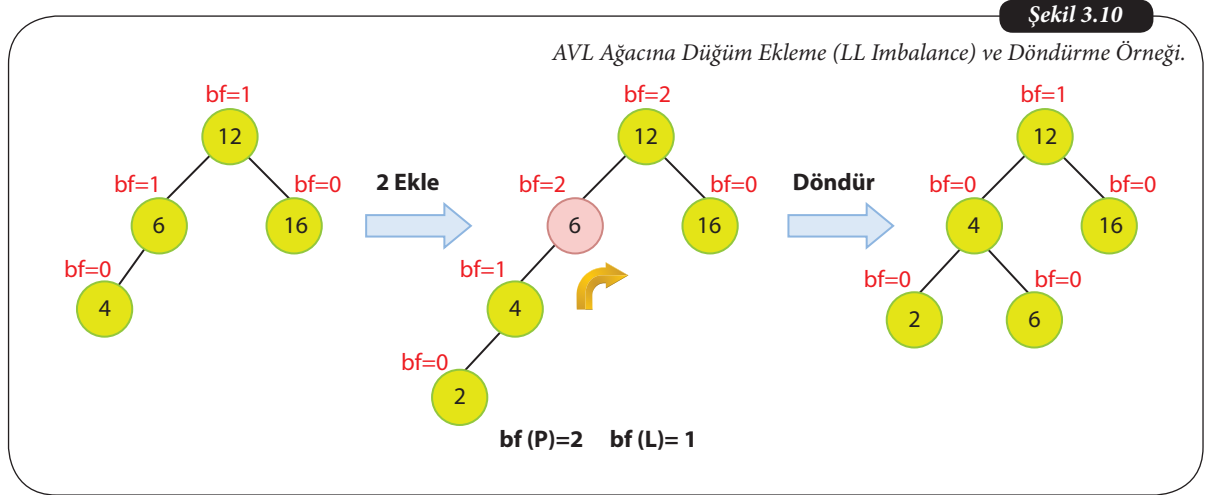 Şekil 3.10
AVL Ağacına Düğüm Ekleme (LL Imbalance) ve Döndürme Örneği.
bf=1
12
bf=1
6
bf=0
16
bf=0
4
2 Ekle
bf=2
12
bf=2
6
bf=0
16
bf=1
4
bf=0
2
bf (P)=2 bf (L)= 1
Döndür
bf=1
12
bf=0
4
bf=0
16
bf=0
2
bf=0
6